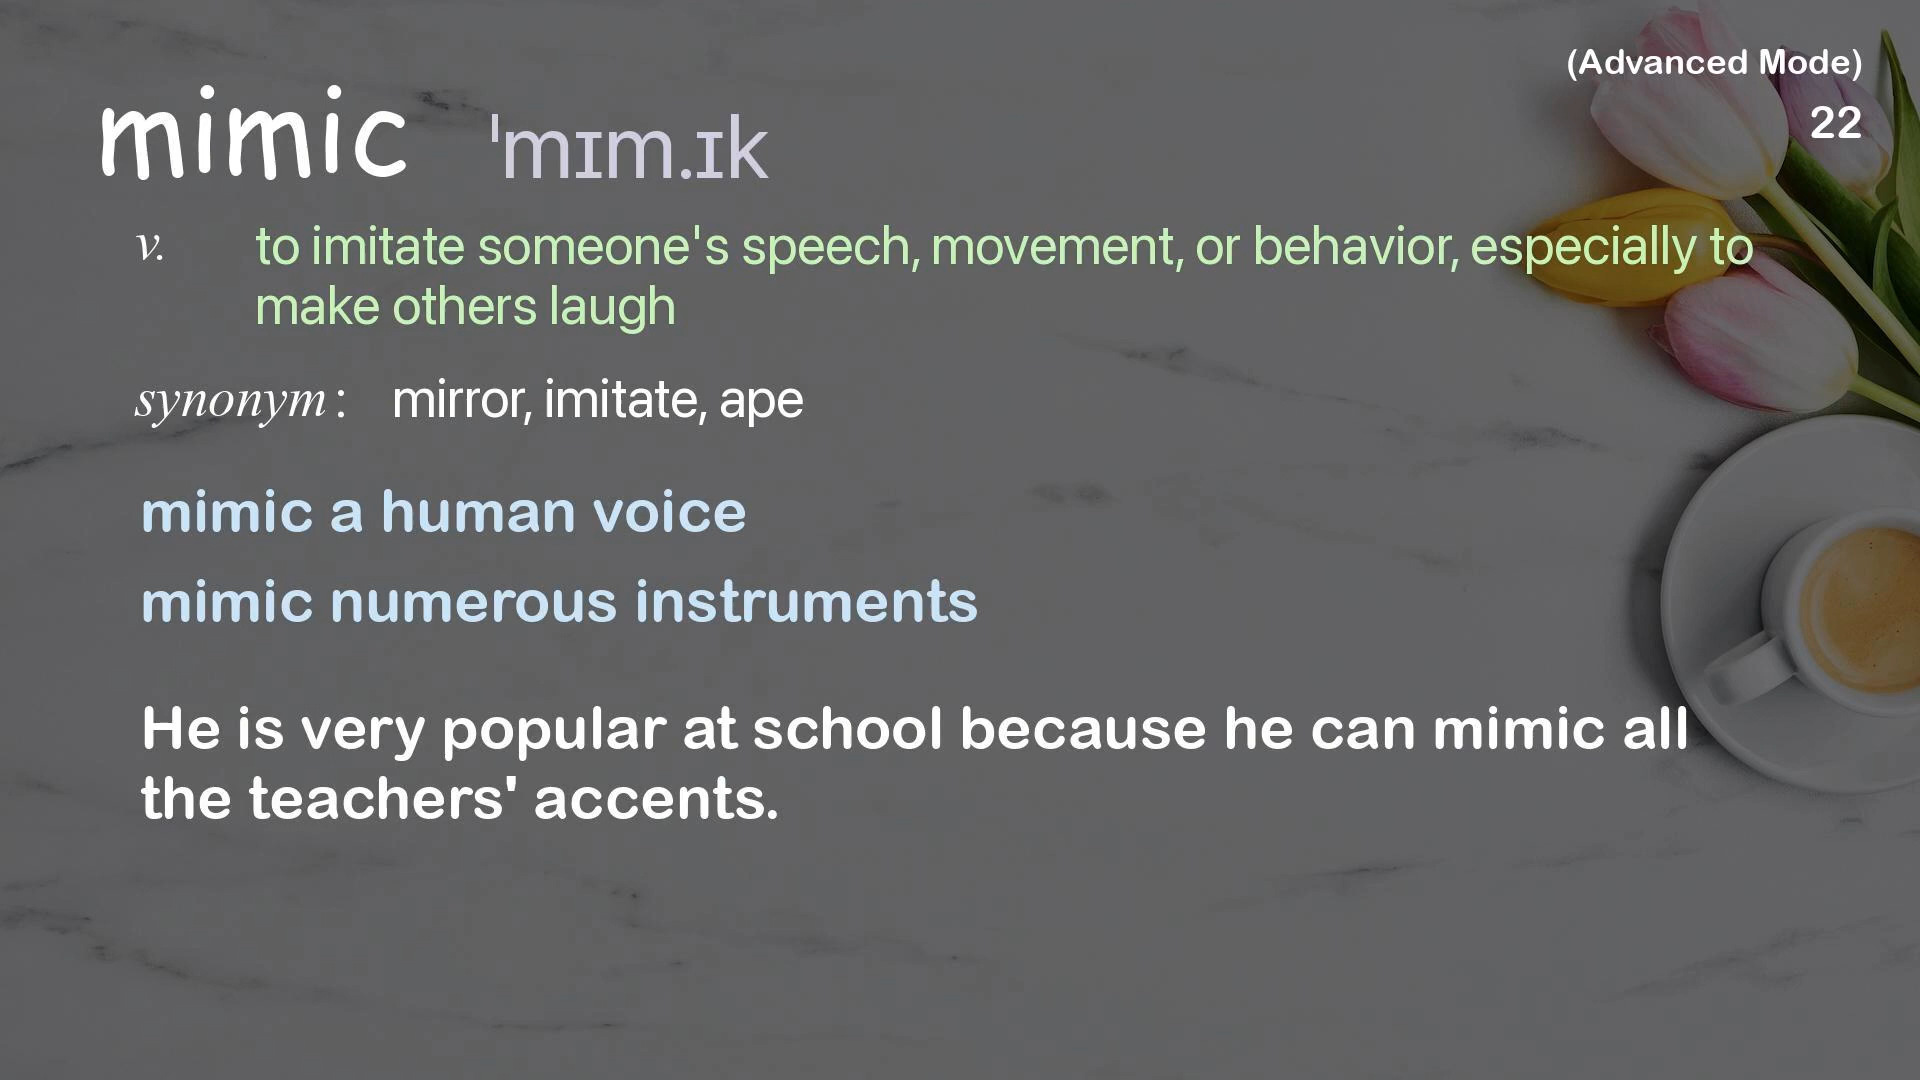 (Advanced Mode)
22
mimic ˈmɪm.ɪk
v. to imitate someone's speech, movement, or behavior, especially to
make others laugh
synonym : mirror, imitate, ape
mimic a human voice
mimic numerous instruments
He is very popular at school because he can mimic all
the teachers' accents.